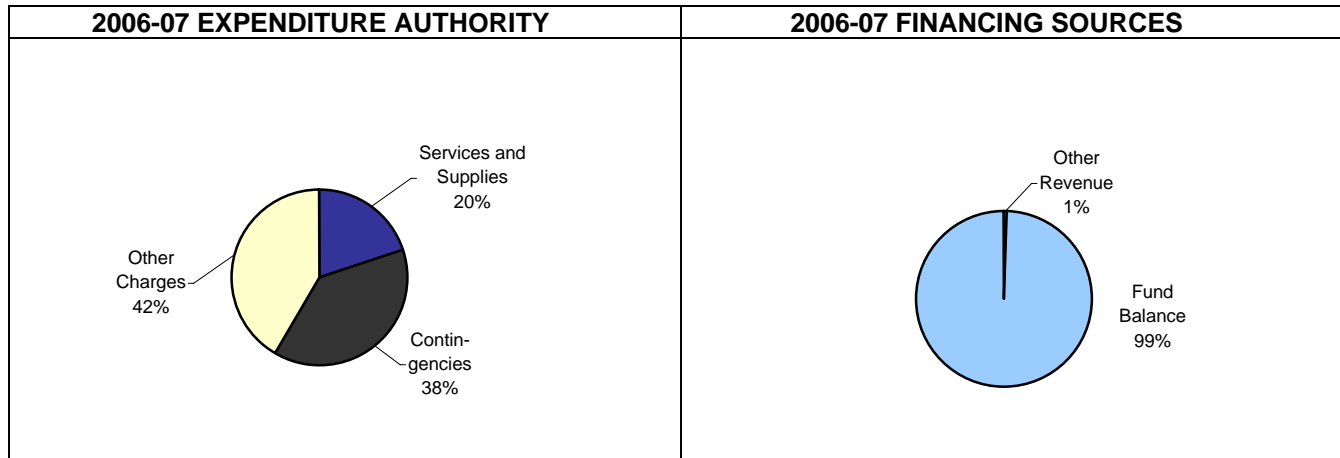 2006-07 EXPENDITURE AUTHORITY
Services and
Supplies
20%
Other
Charges
42%
Contin-
gencies
38%
2006-07 FINANCING SOURCES
Other
Revenue
1%
Fund
Balance
99%